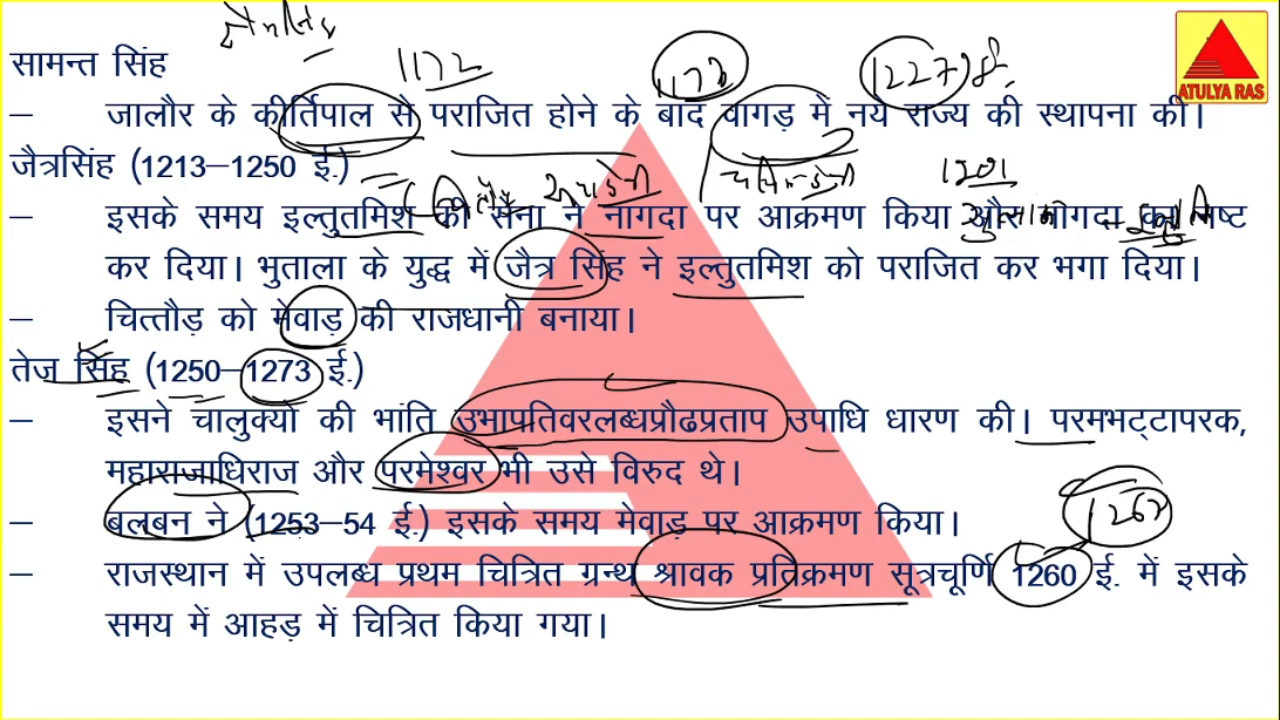 1172
1178
1227 ई.
ATULYA RAS
सामन्त सिंह
– जालौर के कीर्तिपाल से पराजित होने के बाद वागड़ में नये राज्य की स्थापना की।
जैत्रसिंह (1213–1250 ई.)
1201
– इसके समय इल्तुतमिश की सेना ने नागदा पर आक्रमण किया और नागदा को नष्ट
कर दिया। भुताला के युद्ध में जैत्र सिंह ने इल्तुतमिश को पराजित कर भगा दिया।
– चित्तौड़ को मेवाड़ की राजधानी बनाया।
तेज सिंह (1250–1273 ई.)
– इसने चालुक्यो की भांति उभापतिवरलब्धप्रौढप्रताप उपाधि धारण की। परमभट्टापरक,
महाराजाधिराज और परमेश्वर भी उसे विरुद थे।
– बलबन ने (1253–54 ई.) इसके समय मेवाड़ पर आक्रमण किया।
– राजस्थान में उपलब्ध प्रथम चित्रित ग्रन्थ श्रावक प्रतिक्रमण सूत्रचूर्णि 1260 ई. में इसके
समय में आहड़ में चित्रित किया गया।